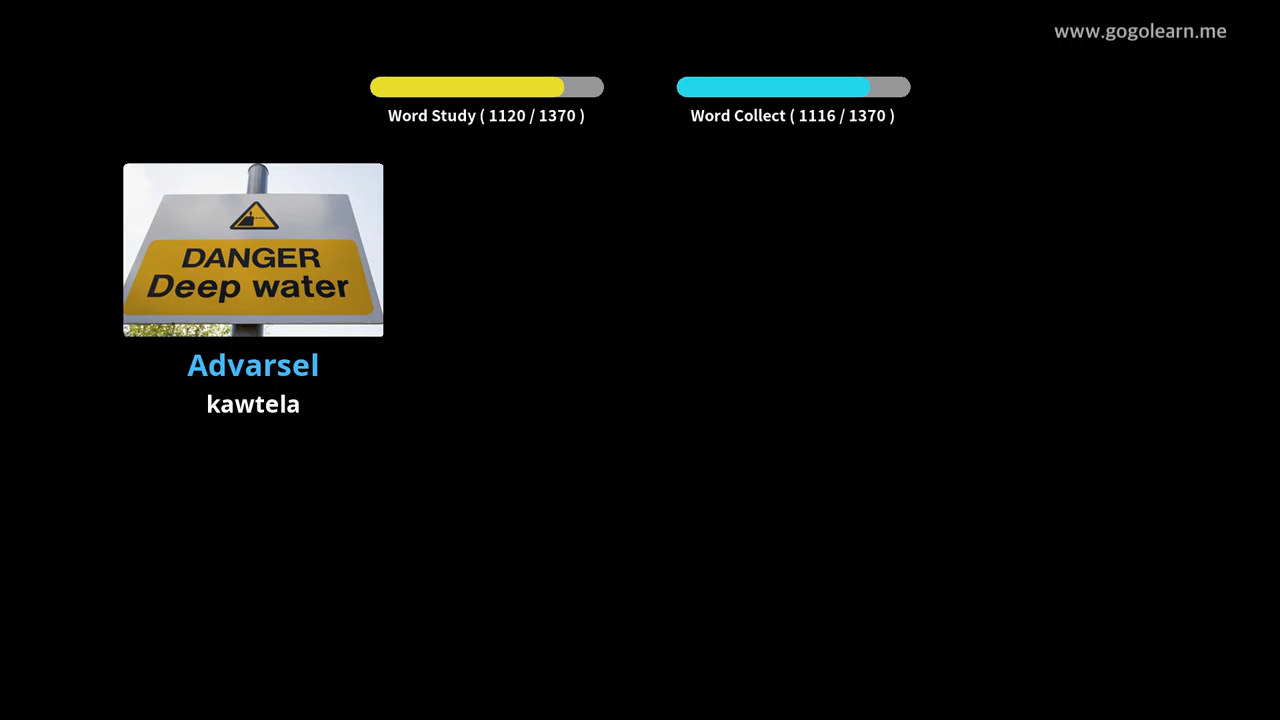 www.gogolearn.me
Word Study ( 1120 / 1370 )
Word Collect ( 1116 / 1370 )
DANGER
Deep water
Advarsel
kawtela